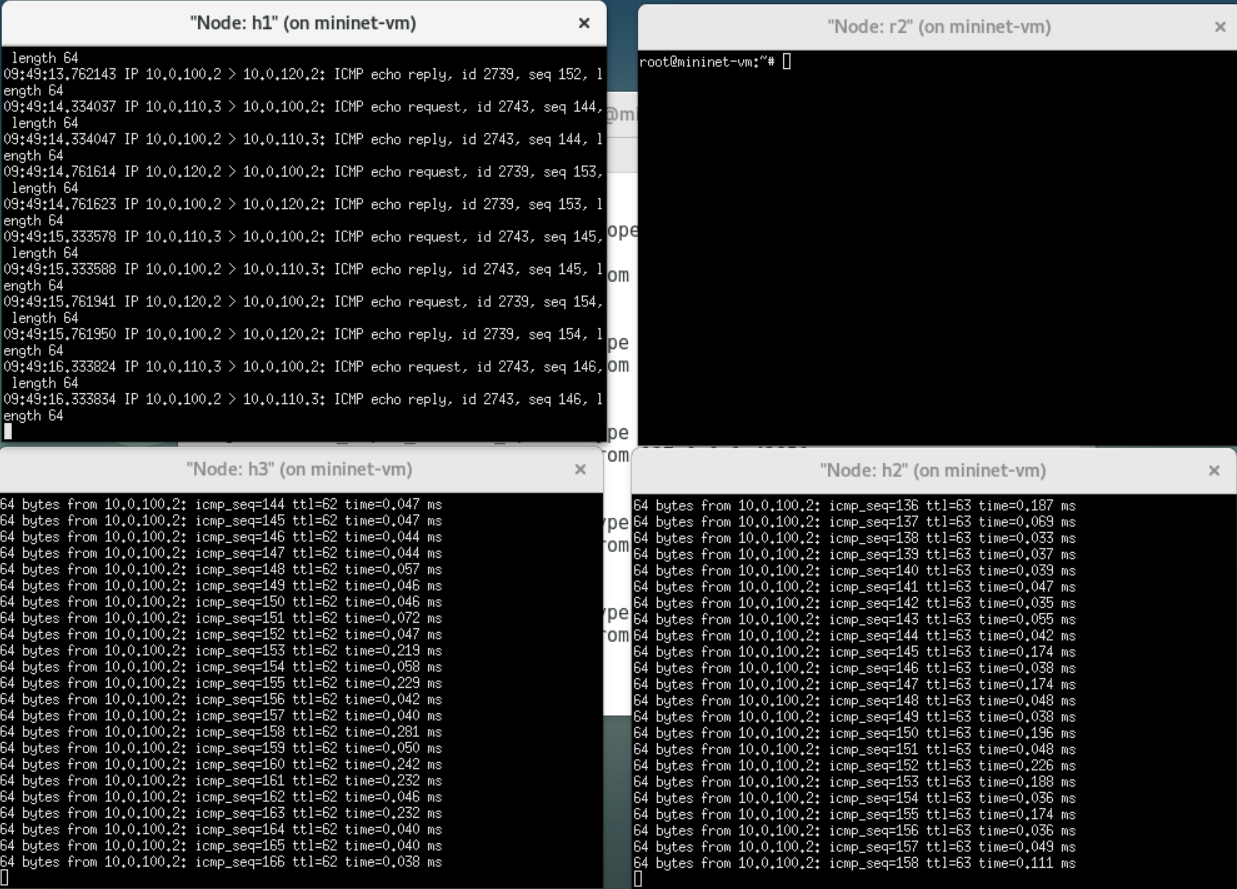 "Node: h1" (on mininet-vm)
×
 length 64
09:49:13.762143 IP 10.0.100.2 > 10.0.120.2: ICMP echo reply, id 2739, seq 152, l
ength 64
09:49:14.334037 IP 10.0.110.3 > 10.0.100.2: ICMP echo request, id 2743, seq 144,
 length 64
09:49:14.334047 IP 10.0.100.2 > 10.0.110.3: ICMP echo reply, id 2743, seq 144, l
ength 64
09:49:14.761614 IP 10.0.120.2 > 10.0.100.2: ICMP echo request, id 2739, seq 153,
 length 64
09:49:14.761623 IP 10.0.100.2 > 10.0.120.2: ICMP echo reply, id 2739, seq 153, l
ength 64
09:49:15.333578 IP 10.0.110.3 > 10.0.100.2: ICMP echo request, id 2743, seq 145,
 length 64
09:49:15.333588 IP 10.0.100.2 > 10.0.110.3: ICMP echo reply, id 2743, seq 145, l
ength 64
09:49:15.761941 IP 10.0.120.2 > 10.0.100.2: ICMP echo request, id 2739, seq 154,
 length 64
09:49:15.761950 IP 10.0.100.2 > 10.0.120.2: ICMP echo reply, id 2739, seq 154, l
ength 64
09:49:16.333824 IP 10.0.110.3 > 10.0.100.2: ICMP echo request, id 2743, seq 146,
 length 64
09:49:16.333834 IP 10.0.100.2 > 10.0.110.3: ICMP echo reply, id 2743, seq 146, l
ength 64
"Node: r2" (on mininet-vm)
×
root@mininet-vm:~#
@mi
ope
om
pe
om
pe
rom
ype
rom
ype
rom
"Node: h3" (on mininet-vm)
×
64 bytes from 10.0.100.2: icmp_seq=144 ttl=62 time=0.047 ms
64 bytes from 10.0.100.2: icmp_seq=145 ttl=62 time=0.047 ms
64 bytes from 10.0.100.2: icmp_seq=146 ttl=62 time=0.044 ms
64 bytes from 10.0.100.2: icmp_seq=147 ttl=62 time=0.044 ms
64 bytes from 10.0.100.2: icmp_seq=148 ttl=62 time=0.057 ms
64 bytes from 10.0.100.2: icmp_seq=149 ttl=62 time=0.046 ms
64 bytes from 10.0.100.2: icmp_seq=150 ttl=62 time=0.046 ms
64 bytes from 10.0.100.2: icmp_seq=151 ttl=62 time=0.072 ms
64 bytes from 10.0.100.2: icmp_seq=152 ttl=62 time=0.047 ms
64 bytes from 10.0.100.2: icmp_seq=153 ttl=62 time=0.219 ms
64 bytes from 10.0.100.2: icmp_seq=154 ttl=62 time=0.058 ms
64 bytes from 10.0.100.2: icmp_seq=155 ttl=62 time=0.229 ms
64 bytes from 10.0.100.2: icmp_seq=156 ttl=62 time=0.042 ms
64 bytes from 10.0.100.2: icmp_seq=157 ttl=62 time=0.040 ms
64 bytes from 10.0.100.2: icmp_seq=158 ttl=62 time=0.281 ms
64 bytes from 10.0.100.2: icmp_seq=159 ttl=62 time=0.050 ms
64 bytes from 10.0.100.2: icmp_seq=160 ttl=62 time=0.242 ms
64 bytes from 10.0.100.2: icmp_seq=161 ttl=62 time=0.232 ms
64 bytes from 10.0.100.2: icmp_seq=162 ttl=62 time=0.046 ms
64 bytes from 10.0.100.2: icmp_seq=163 ttl=62 time=0.232 ms
64 bytes from 10.0.100.2: icmp_seq=164 ttl=62 time=0.040 ms
64 bytes from 10.0.100.2: icmp_seq=165 ttl=62 time=0.040 ms
64 bytes from 10.0.100.2: icmp_seq=166 ttl=62 time=0.038 ms
"Node: h2" (on mininet-vm)
×
64 bytes from 10.0.100.2: icmp_seq=136 ttl=63 time=0.187 ms
64 bytes from 10.0.100.2: icmp_seq=137 ttl=63 time=0.069 ms
64 bytes from 10.0.100.2: icmp_seq=138 ttl=63 time=0.033 ms
64 bytes from 10.0.100.2: icmp_seq=139 ttl=63 time=0.037 ms
64 bytes from 10.0.100.2: icmp_seq=140 ttl=63 time=0.039 ms
64 bytes from 10.0.100.2: icmp_seq=141 ttl=63 time=0.047 ms
64 bytes from 10.0.100.2: icmp_seq=142 ttl=63 time=0.035 ms
64 bytes from 10.0.100.2: icmp_seq=143 ttl=63 time=0.055 ms
64 bytes from 10.0.100.2: icmp_seq=144 ttl=63 time=0.042 ms
64 bytes from 10.0.100.2: icmp_seq=145 ttl=63 time=0.174 ms
64 bytes from 10.0.100.2: icmp_seq=146 ttl=63 time=0.038 ms
64 bytes from 10.0.100.2: icmp_seq=147 ttl=63 time=0.174 ms
64 bytes from 10.0.100.2: icmp_seq=148 ttl=63 time=0.048 ms
64 bytes from 10.0.100.2: icmp_seq=149 ttl=63 time=0.038 ms
64 bytes from 10.0.100.2: icmp_seq=150 ttl=63 time=0.196 ms
64 bytes from 10.0.100.2: icmp_seq=151 ttl=63 time=0.048 ms
64 bytes from 10.0.100.2: icmp_seq=152 ttl=63 time=0.226 ms
64 bytes from 10.0.100.2: icmp_seq=153 ttl=63 time=0.188 ms
64 bytes from 10.0.100.2: icmp_seq=154 ttl=63 time=0.036 ms
64 bytes from 10.0.100.2: icmp_seq=155 ttl=63 time=0.174 ms
64 bytes from 10.0.100.2: icmp_seq=156 ttl=63 time=0.036 ms
64 bytes from 10.0.100.2: icmp_seq=157 ttl=63 time=0.049 ms
64 bytes from 10.0.100.2: icmp_seq=158 ttl=63 time=0.111 ms